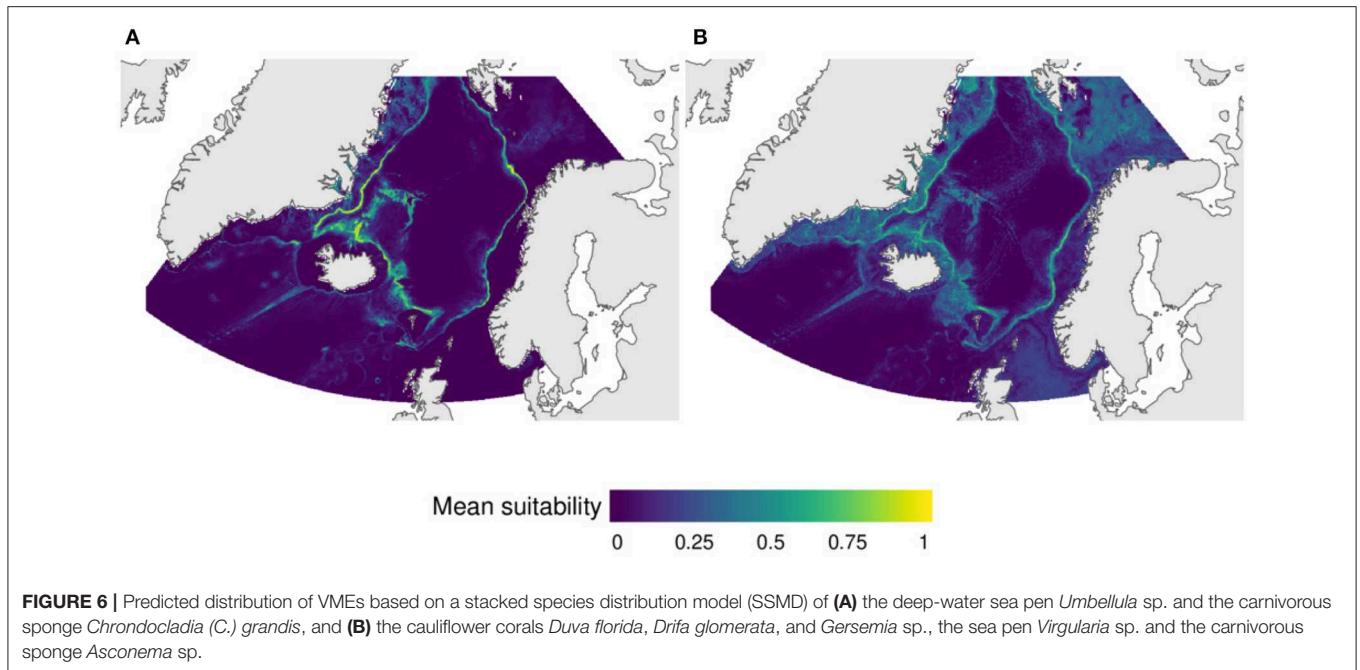 A
B
Mean suitability
0 0.25 0.5 0.75 1
FIGURE 6 | Predicted distribution of VMEs based on a stacked species distribution model (SSMD) of (A) the deep-water sea pen Umbellula sp. and the carnivorous
sponge Chrondocladia (C.) grandis, and (B) the cauliflower corals Duva florida, Drifa glomerata, and Gersemia sp., the sea pen Virgularia sp. and the carnivorous
sponge Asconema sp.